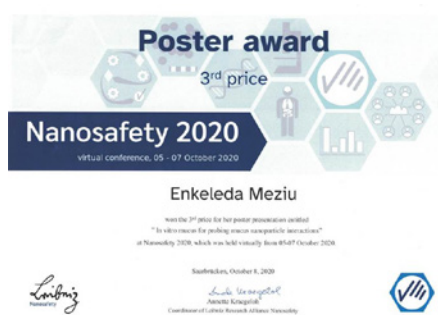 Poster award
3rd price
Nanosafety 2020
virtual conference, 05 - 07 October 2020
Enkeleda Meziu
won the 3rd price for her poster presentation entitled
" In vitro mucus for probing mucus nanoparticle interactions"
at Nanosafety 2020, which was held virtually from 05-07 October 2020.
Saarbrücken, October 8, 2020
Annette Kraegeloh
Coordinator of Leibniz Research Alliance Nanosafety
Leibniz
Nanosafety